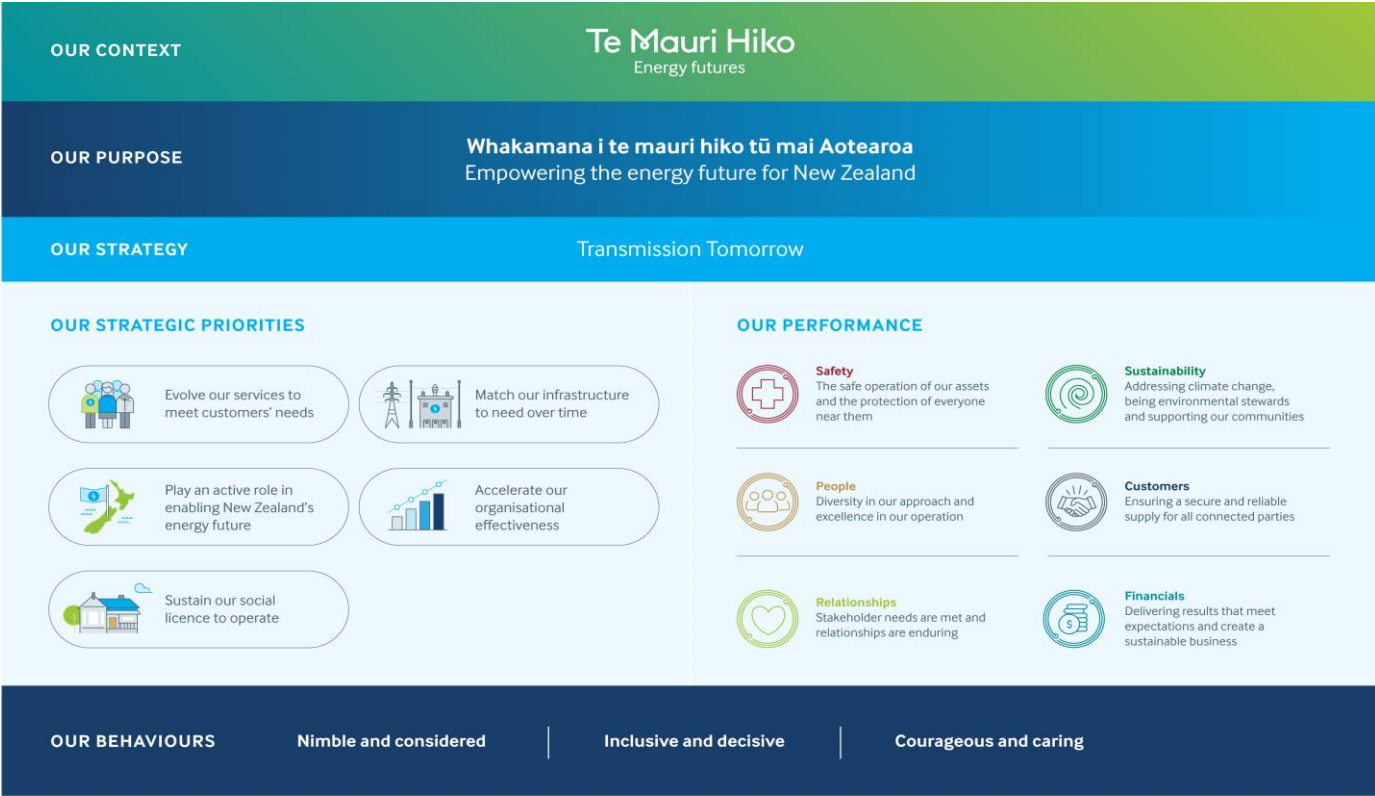 OUR CONTEXT
Te Mauri Hiko
Energy futures
OUR PURPOSE
Whakamana i te mauri hiko tū mai Aotearoa
Empowering the energy future for New Zealand
OUR STRATEGY
Transmission Tomorrow
OUR STRATEGIC PRIORITIES
Evolve our services to
meet customers' needs
Match our infrastructure
to need over time
Play an active role in
enabling New Zealand's
energy future
Accelerate our
organisational
effectiveness
Sustain our social
licence to operate
OUR PERFORMANCE
Safety
The safe operation of our assets
and the protection of everyone
near them
Sustainability
Addressing climate change,
being environmental stewards
and supporting our communities
People
Diversity in our approach and
excellence in our operation
Customers
Ensuring a secure and reliable
supply for all connected parties
Relationships
Stakeholder needs are met and
relationships are enduring
$
Financials
Delivering results that meet
expectations and create a
sustainable business
OUR BEHAVIOURS
Nimble and considered
Inclusive and decisive
Courageous and caring